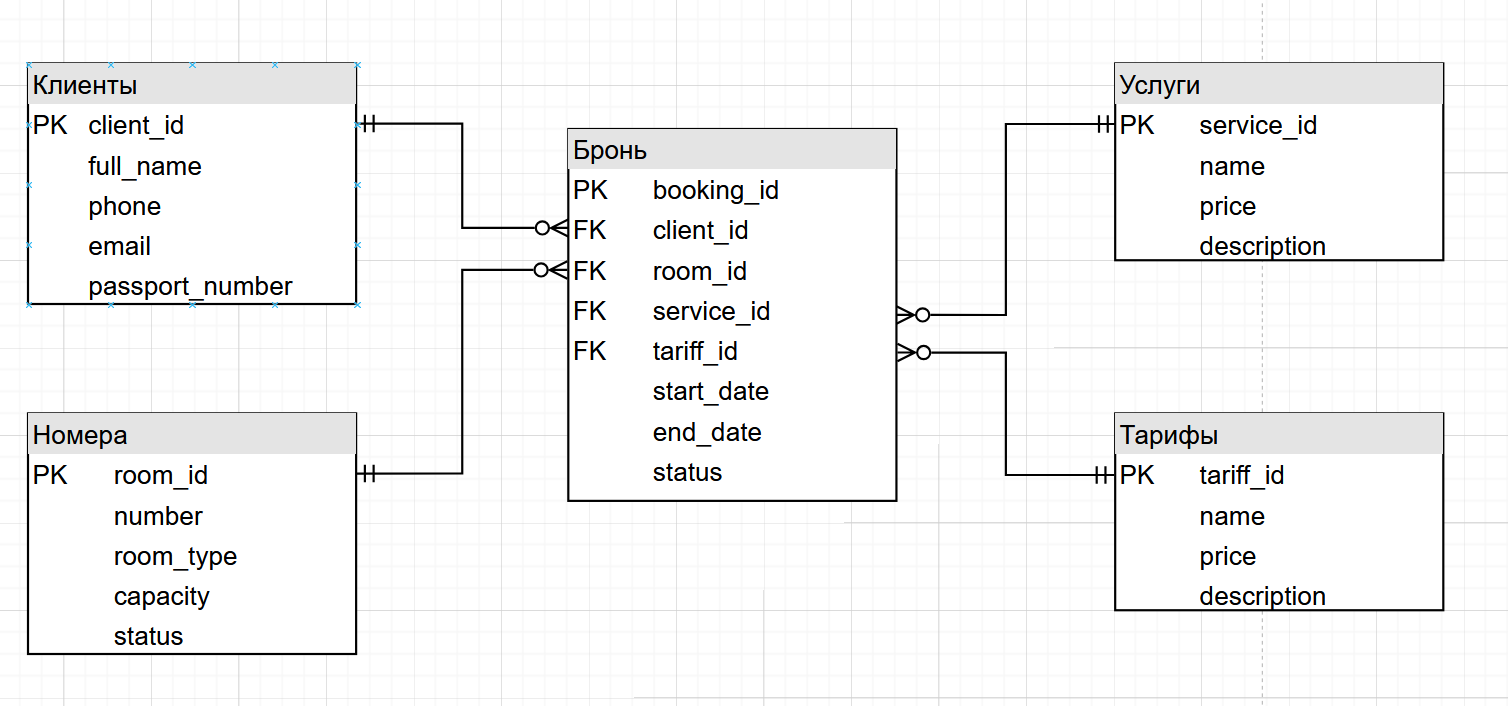 Клиенты
PK client_id
full_name
phone
email
passport_number
Номера
PK room_id
number
room_type
capacity
status
Бронь
PK booking_id
FK client_id
FK room_id
FK service_id
FK tariff_id
start_date
end_date
status
Услуги
PK service_id
name
price
description
Тарифы
PK tariff_id
name
price
description